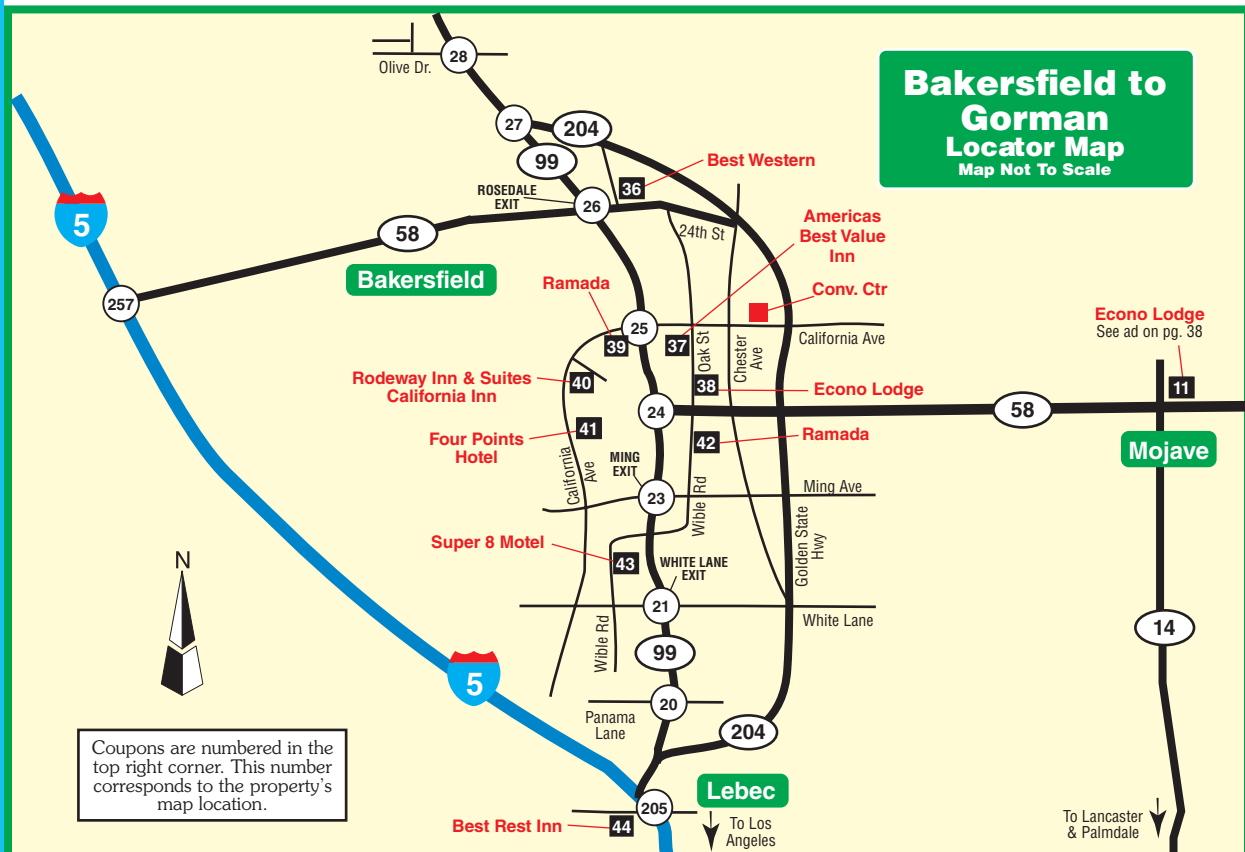 28
Olive Dr.
Bakersfield to
Gorman
Locator Map
Map Not To Scale
27
204
99
Best Western
36
ROSEDALE
EXIT
26
5
58
24th St
Americas
Best Value
Inn
Bakersfield
257
Ramada
Conv. Ctr
25
39
37
Oak St
Chester
Ave
California Ave
Econo Lodge
See ad on pg. 38
11
Rodeway Inn & Suites
California Inn
40
38
Econo Lodge
24
58
Four Points
Hotel
41
42
Ramada
Mojave
California
Ave
MING
EXIT
23
Wible Rd
Ming Ave
Golden State
Hwy
Super 8 Motel
43
WHITE LANE
EXIT
N
21
White Lane
Wible Rd
14
99
5
20
Panama
Lane
204
Coupons are numbered in the
top right corner. This number
corresponds to the property's
map location.
Lebec
205
Best Rest Inn
44
To Los
Angeles
To Lancaster
& Palmdale